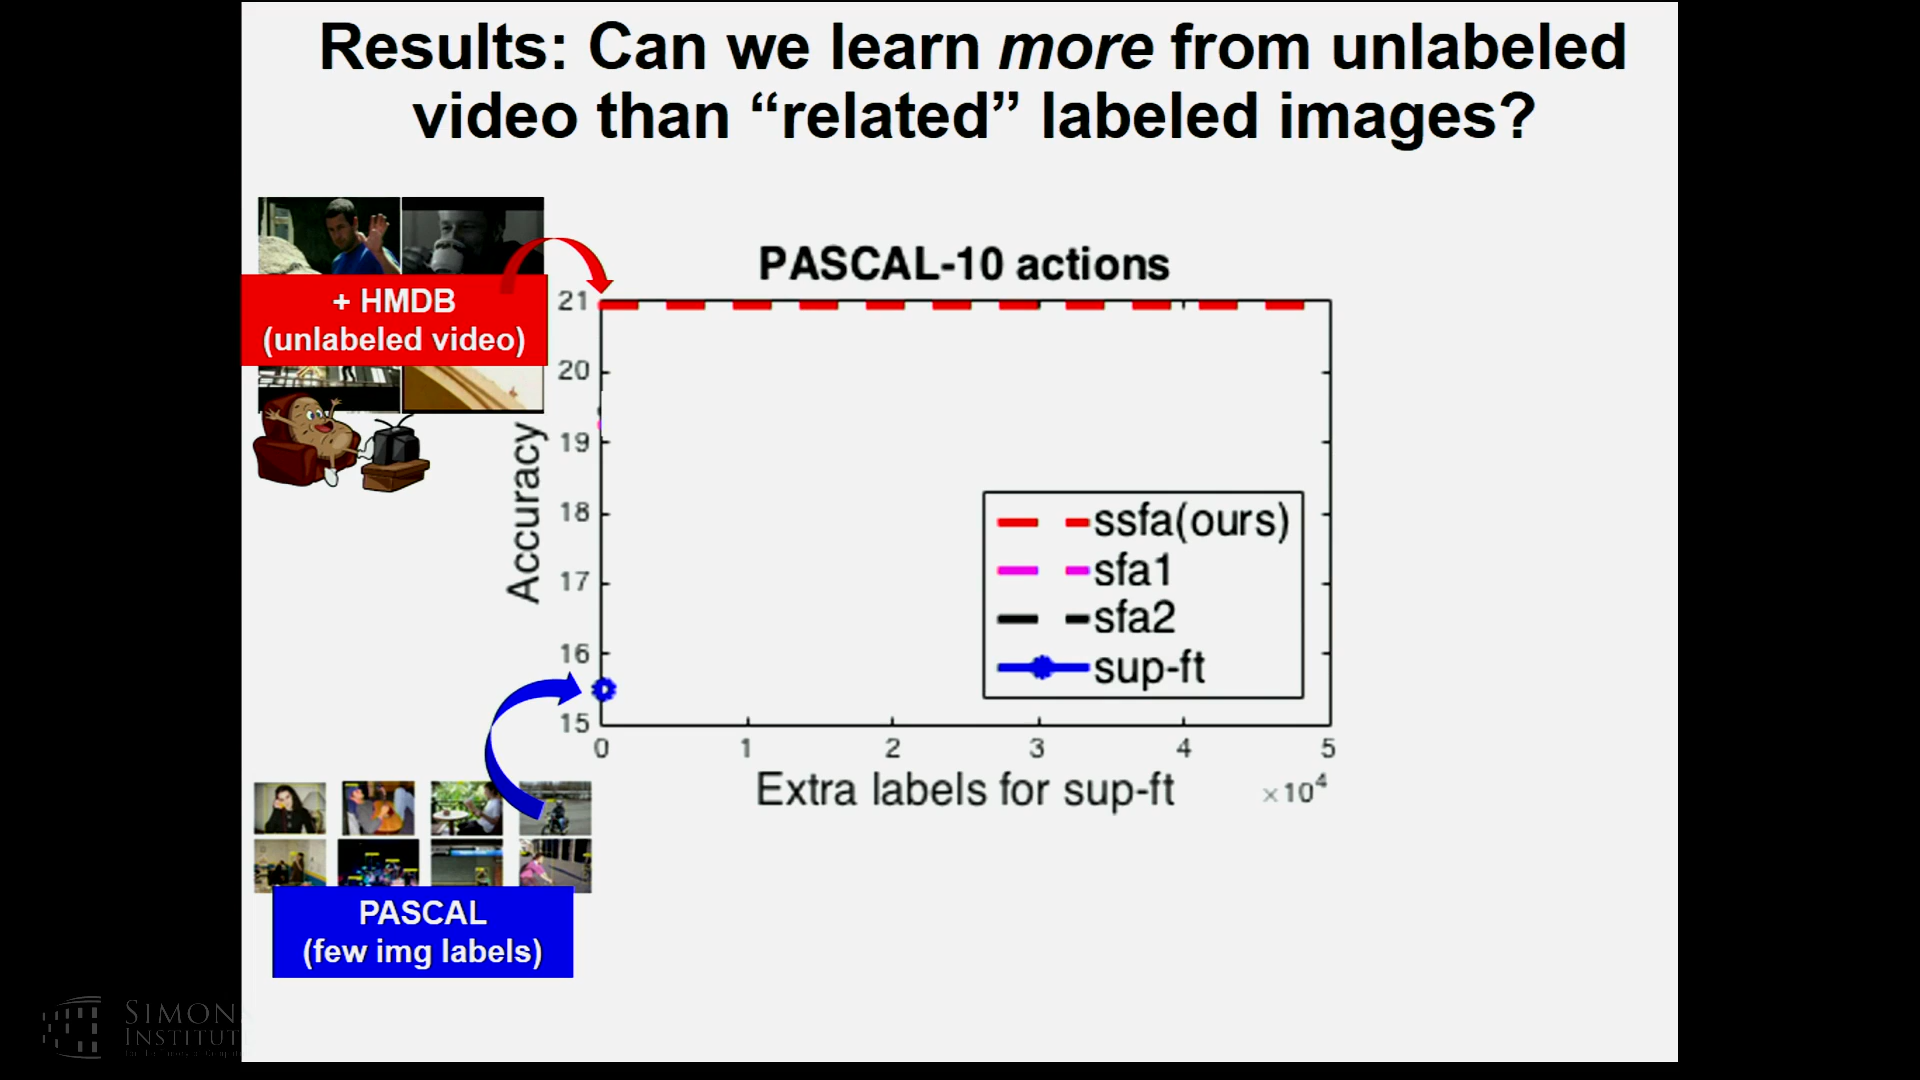 Results: Can we learn more from unlabeled
video than “related” labeled images?
+ HMDB
(unlabeled video)
PASCAL-10 actions
21
20
19
18
17
16
15
Accuracy
ssfa(ours)
sfa1
sfa2
sup-ft
0 1 2 3 4 5
Extra labels for sup-ft
×10⁴
PASCAL
(few img labels)
SIMON
INSTITUT